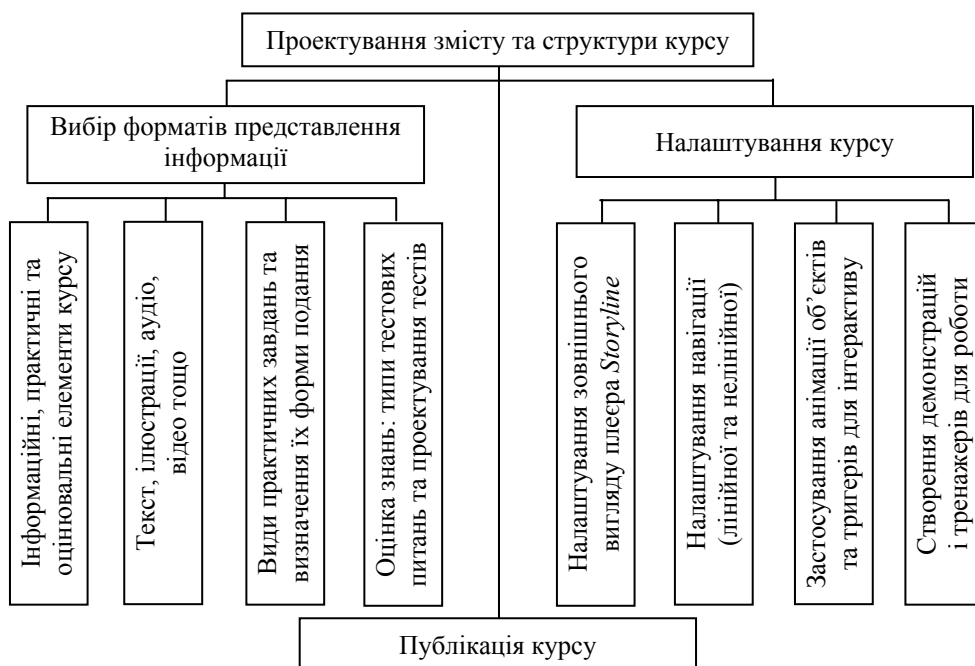 Проектування змісту та структури курсу
Вибір форматів представлення
інформації
Налаштування курсу
Інформаційні, практичні та
оцінювальні елементи курсу
Текст, ілюстрації, аудіо,
відео тощо
Види практичних завдань та
визначення їх форми подання
Оцінка знань: типи тестових
питань та проектування тестів
Налаштування зовнішнього
вигляду плеєра Storyline
Налаштування навігації
(лінійної та нелінійної)
Застосування анімації об’єктів
та тригерів для інтерактиву
Створення демонстрацій
і тренажерів для роботи
Публікація курсу